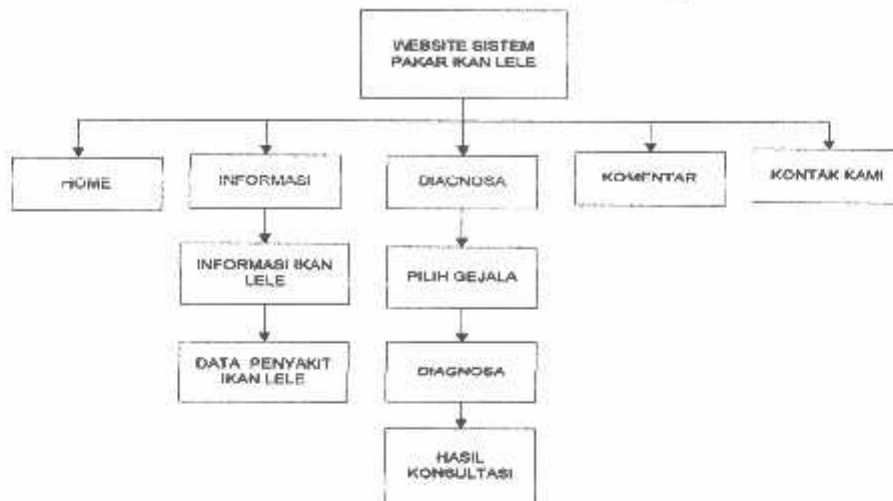 WEBSITE SISTEM
PAKAR IKAN LELE
HOME
INFORMASI
DIAGNOSA
KOMENTAR
KONTAK KAMI
INFORMASI IKAN
LELE
PILIH GEJALA
DATA PENYAKIT
IKAN LELE
DIAGNOSA
HASIL
KONSULTASI